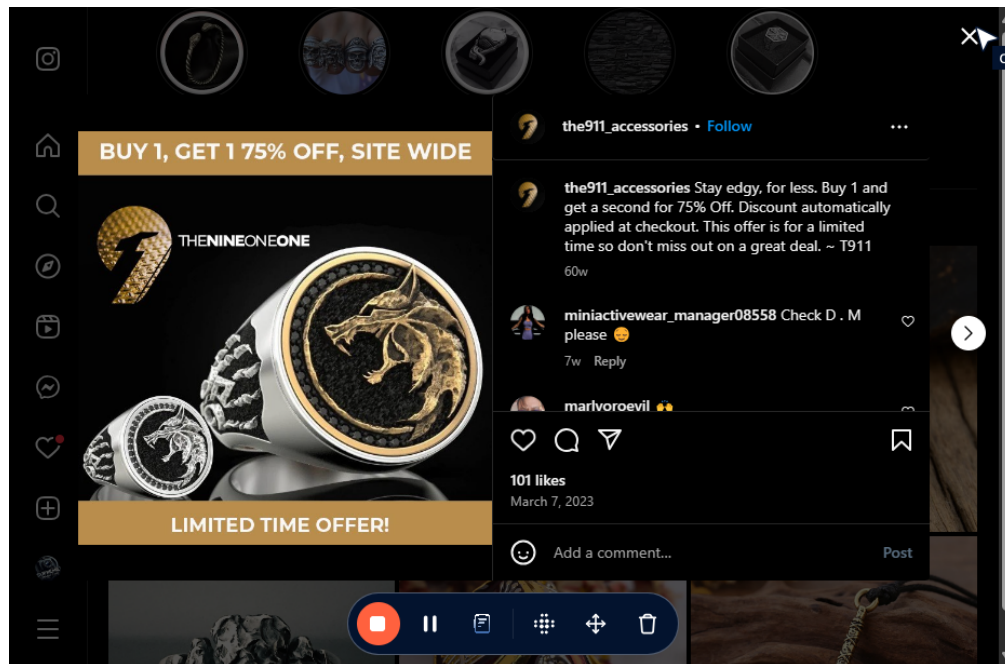 BUY 1, GET 1 75% OFF, SITE WIDE
THENINEONEONE
LIMITED TIME OFFER!
the911_accessories • Follow
the911_accessories Stay edgy, for less. Buy 1 and
get a second for 75% Off. Discount automatically
applied at checkout. This offer is for a limited
time so don't miss out on a great deal. ~ T911
60w
miniactivewear_manager08558 Check D . M
please 😔
7w Reply
marlyoroevil 🙌
101 likes
March 7, 2023
Add a comment...
Post